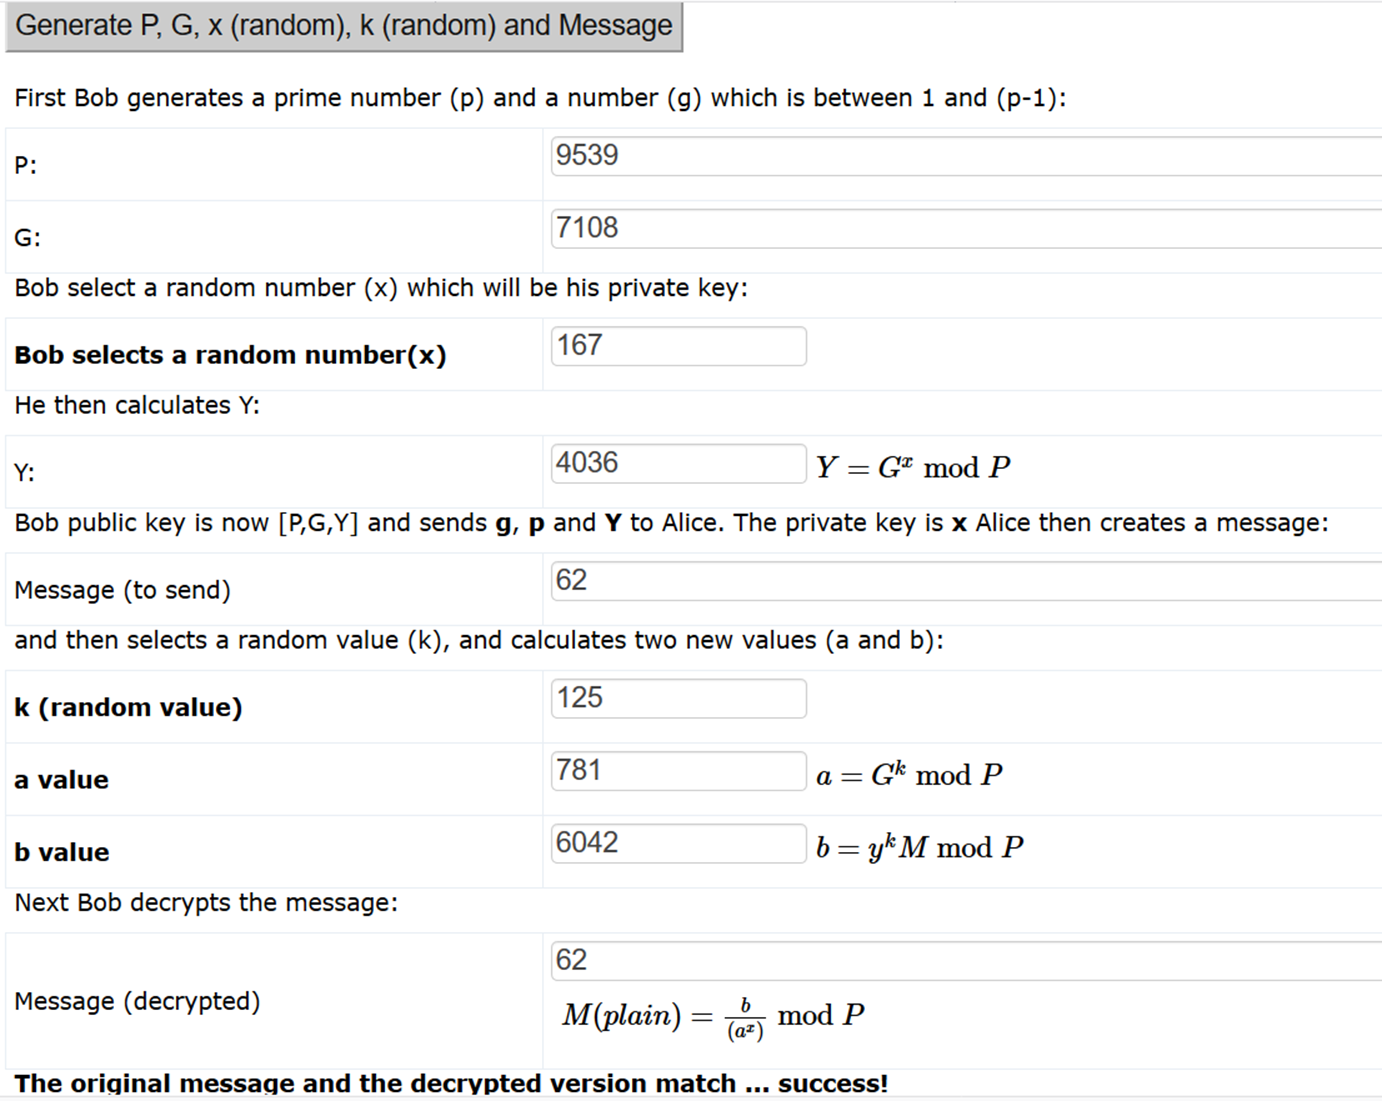 Generate P, G, x (random), k (random) and Message
First Bob generates a prime number (p) and a number (g) which is between 1 and (p-1):
P: 9539
G: 7108
Bob select a random number (x) which will be his private key:
Bob selects a random number(x) 167
He then calculates Y:
Y: 4036 Y = G^x mod P
Bob public key is now [P,G,Y] and sends g, p and Y to Alice. The private key is x Alice then creates a message:
Message (to send) 62
and then selects a random value (k), and calculates two new values (a and b):
k (random value) 125
a value 781 a = G^k mod P
b value 6042 b = y^k M mod P
Next Bob decrypts the message:
62
Message (decrypted)
M(plain) = b/(a^x) mod P
The original message and the decrypted version match ... success!